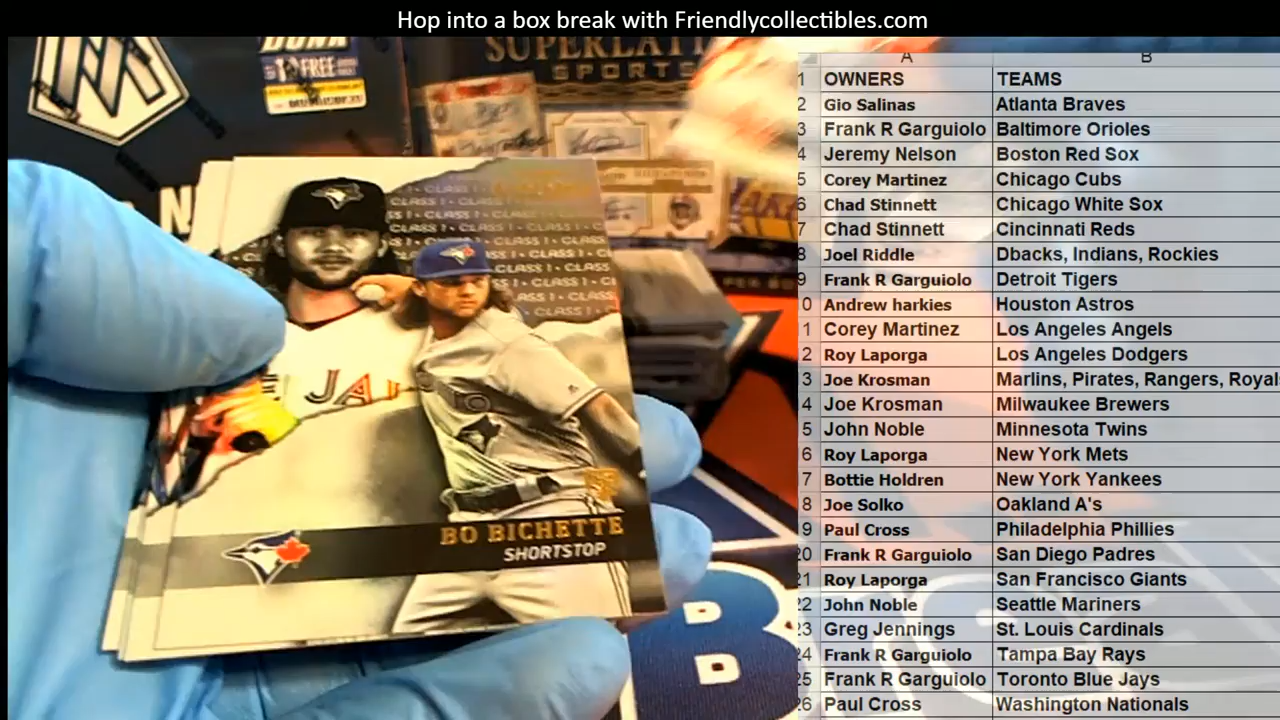 Hop into a box break with Friendlycollectibles.com
SUPERLAT
SPORTS
FREE
CLASS 1 • CLASS 1 • CLASS
JA
BO BICHETTE
SHORTSTOP
A B
1 OWNERS TEAMS
2 Gio Salinas Atlanta Braves
3 Frank R Garguiolo Baltimore Orioles
4 Jeremy Nelson Boston Red Sox
5 Corey Martinez Chicago Cubs
6 Chad Stinnett Chicago White Sox
7 Chad Stinnett Cincinnati Reds
8 Joel Riddle Dbacks, Indians, Rockies
9 Frank R Garguiolo Detroit Tigers
0 Andrew harkies Houston Astros
1 Corey Martinez Los Angeles Angels
2 Roy Laporga Los Angeles Dodgers
3 Joe Krosman Marlins, Pirates, Rangers, Royal
4 Joe Krosman Milwaukee Brewers
5 John Noble Minnesota Twins
6 Roy Laporga New York Mets
7 Bottie Holdren New York Yankees
8 Joe Solko Oakland A's
9 Paul Cross Philadelphia Phillies
20 Frank R Garguiolo San Diego Padres
21 Roy Laporga San Francisco Giants
22 John Noble Seattle Mariners
23 Greg Jennings St. Louis Cardinals
24 Frank R Garguiolo Tampa Bay Rays
25 Frank R Garguiolo Toronto Blue Jays
26 Paul Cross Washington Nationals